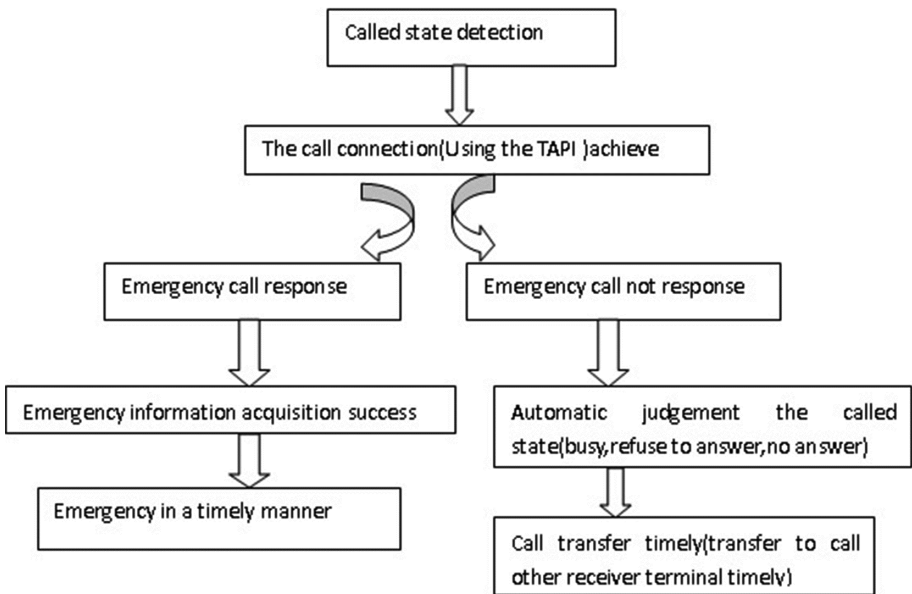 Called state detection
The call connection(Using the TAPI )achieve
Emergency call response
Emergency call not response
Emergency information acquisition success
Automatic judgement the called
state(busy,refuse to answer,no answer)
Emergency in a timely manner
Call transfer timely(transfer to call
other receiver terminal timely)